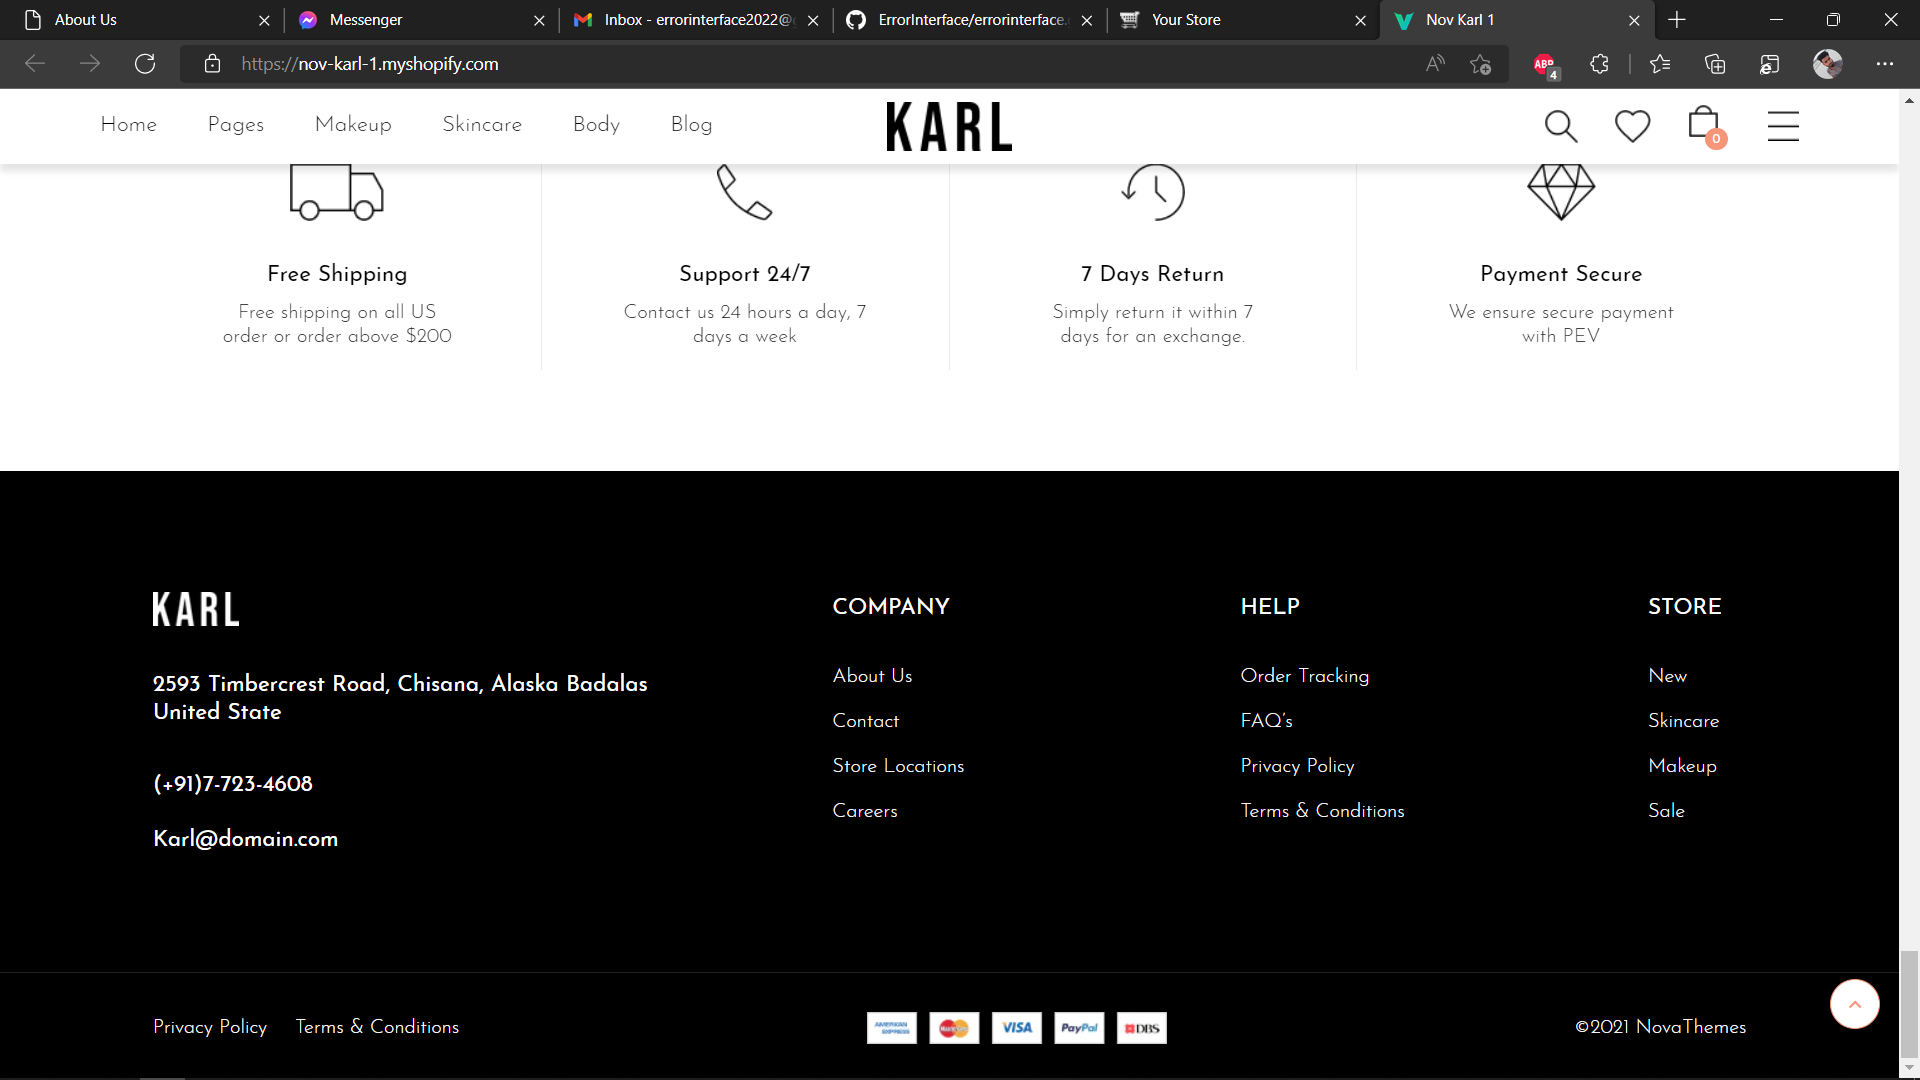 About Us
Messenger
Inbox - errorinterface2022@
ErrorInterface/errorinterface.
Your Store
Nov Karl 1
https://nov-karl-1.myshopify.com
ABP
4
Home
Pages
Makeup
Skincare
Body
Blog
KARL
0
Free Shipping
Free shipping on all US
order or order above $200
Support 24/7
Contact us 24 hours a day, 7
days a week
7 Days Return
Simply return it within 7
days for an exchange.
Payment Secure
We ensure secure payment
with PEV
KARL
2593 Timbercrest Road, Chisana, Alaska Badalas
United State
(+91)7-723-4608
Karl@domain.com
COMPANY
About Us
Contact
Store Locations
Careers
HELP
Order Tracking
FAQ's
Privacy Policy
Terms & Conditions
STORE
New
Skincare
Makeup
Sale
Privacy Policy
Terms & Conditions
AMERICAN
EXPRESS
MasterCard
VISA
PayPal
DBS
©2021 NovaThemes